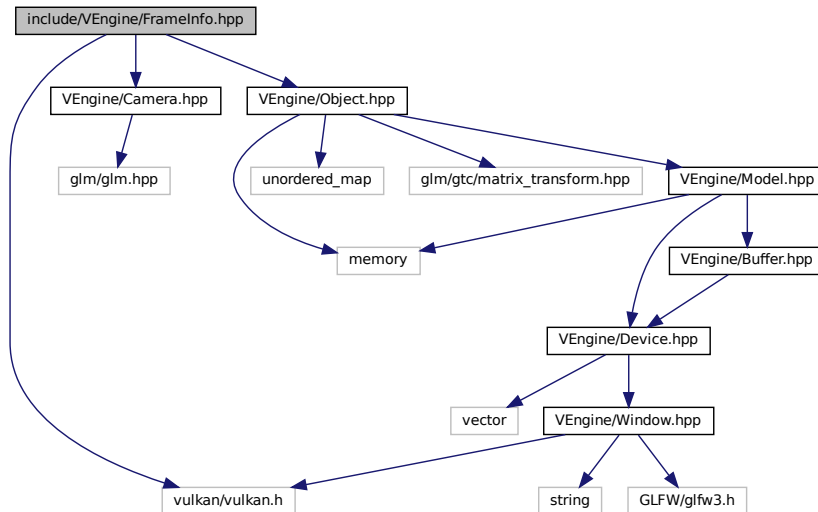 include/VEngine/FrameInfo.hpp
VEngine/Camera.hpp
VEngine/Object.hpp
glm/glm.hpp
unordered_map
glm/gtc/matrix_transform.hpp
VEngine/Model.hpp
memory
VEngine/Buffer.hpp
VEngine/Device.hpp
vector
VEngine/Window.hpp
vulkan/vulkan.h
string
GLFW/glfw3.h